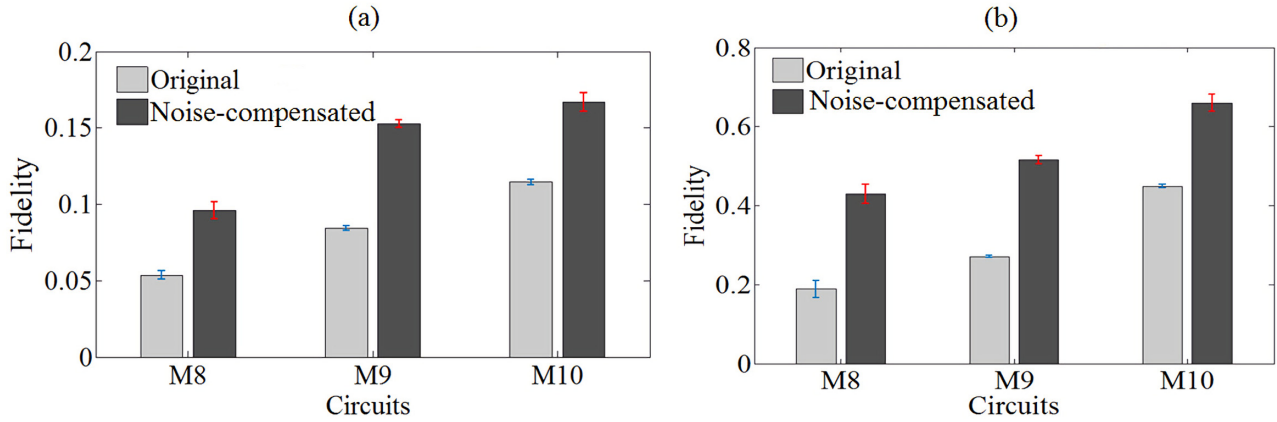 (a)
0.2
0.15
0.1
0.05
0
Fidelity
Original
Noise-compensated
M8 M9 M10
Circuits
(b)
0.8
0.6
0.4
0.2
0
Fidelity
Original
Noise-compensated
M8 M9 M10
Circuits